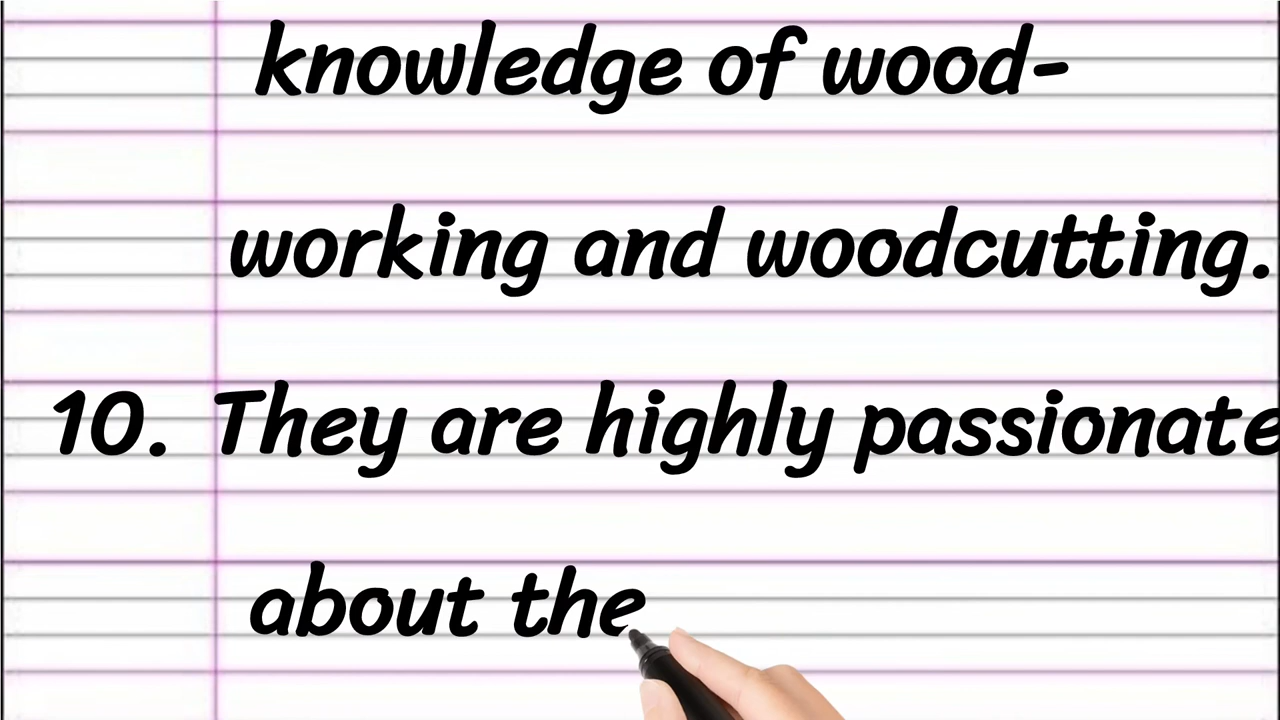 knowledge of wood-
working and woodcutting.
10. They are highly passionate
about the